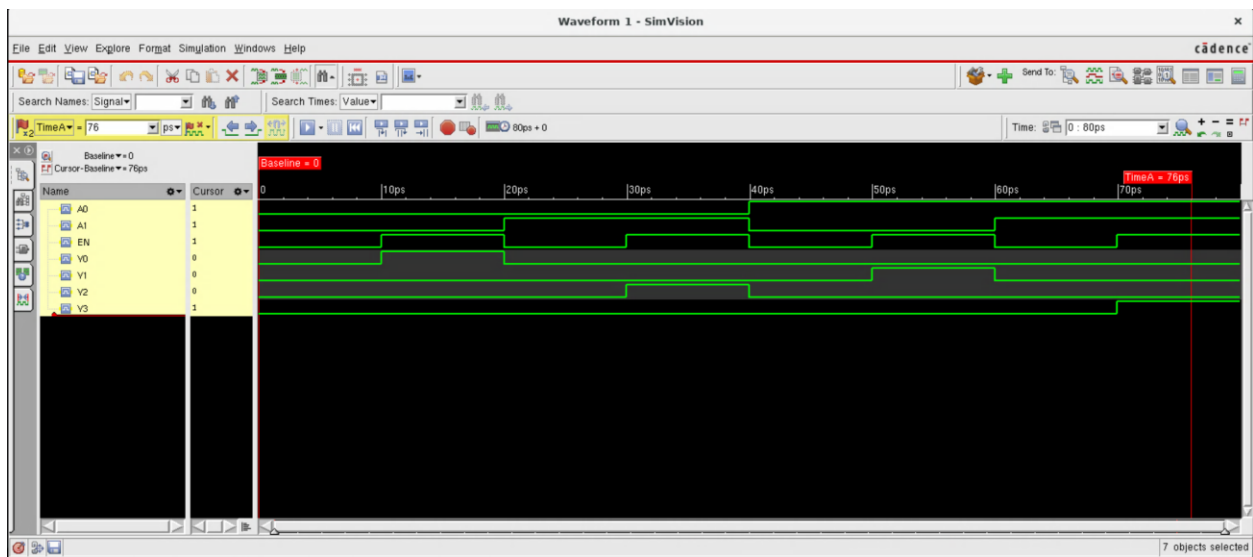 Waveform 1 - SimVision
File Edit View Explore Format Simulation Windows Help
cādence
Send To:
Search Names: Signal
Search Times: Value
TimeA = 76 ps
80ps + 0
Time: 0 : 80ps
Baseline = 0
Cursor-Baseline = 76ps
Baseline = 0
TimeA = 76ps
Name Cursor 0 10ps 20ps 30ps 40ps 50ps 60ps 70ps
A0 1
A1 1
EN 1
Y0 0
Y1 0
Y2 0
Y3 1
7 objects selected